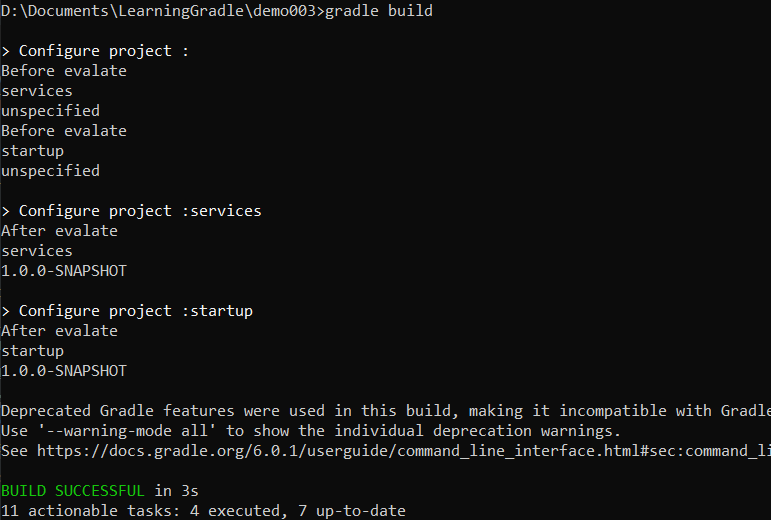 D:\Documents\LearningGradle\demo003>gradle build
> Configure project :
Before evalate
services
unspecified
Before evalate
startup
unspecified
> Configure project :services
After evalate
services
1.0.0-SNAPSHOT
> Configure project :startup
After evalate
startup
1.0.0-SNAPSHOT
Deprecated Gradle features were used in this build, making it incompatible with Gradle
Use '--warning-mode all' to show the individual deprecation warnings.
See https://docs.gradle.org/6.0.1/userguide/command_line_interface.html#sec:command_li
BUILD SUCCESSFUL in 3s
11 actionable tasks: 4 executed, 7 up-to-date